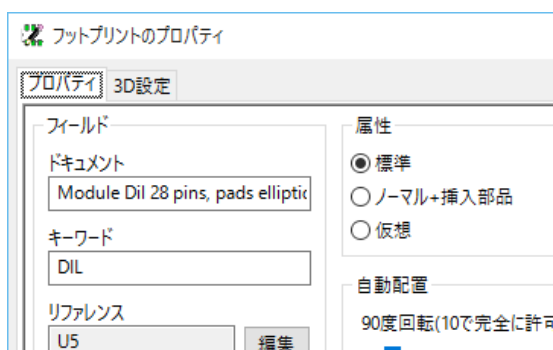 フットプリントのプロパティ
プロパティ 3D設定
フィールド
ドキュメント
Module Dil 28 pins, pads elliptic
キーワード
DIL
リファレンス
U5 編集
属性
標準
ノーマル+挿入部品
仮想
自動配置
90度回転(10で完全に許可